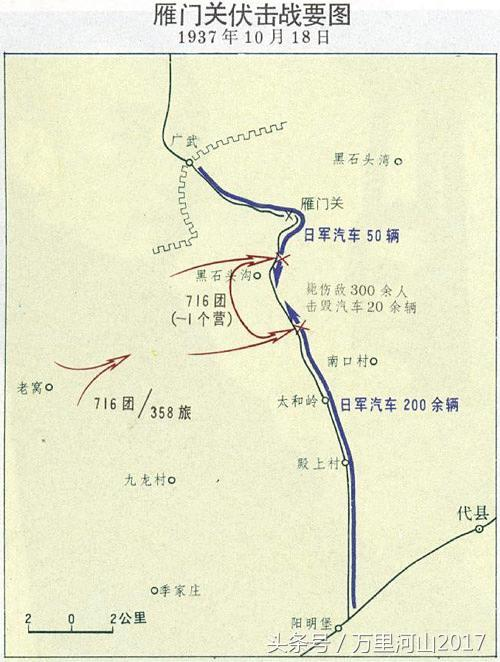 雁门关伏击战要图
1937年10月18日
广武
黑石头湾
雁门关
日军汽车50辆
黑石头沟
716团
(-1个营)
毙伤敌300余人
击毁汽车20余辆
南口村
老窝
716团/358旅
太和岭
日军汽车200余辆
殿上村
九龙村
代县
季家庄
2 0 2公里
阳明堡
头条号 / 万里河山2017